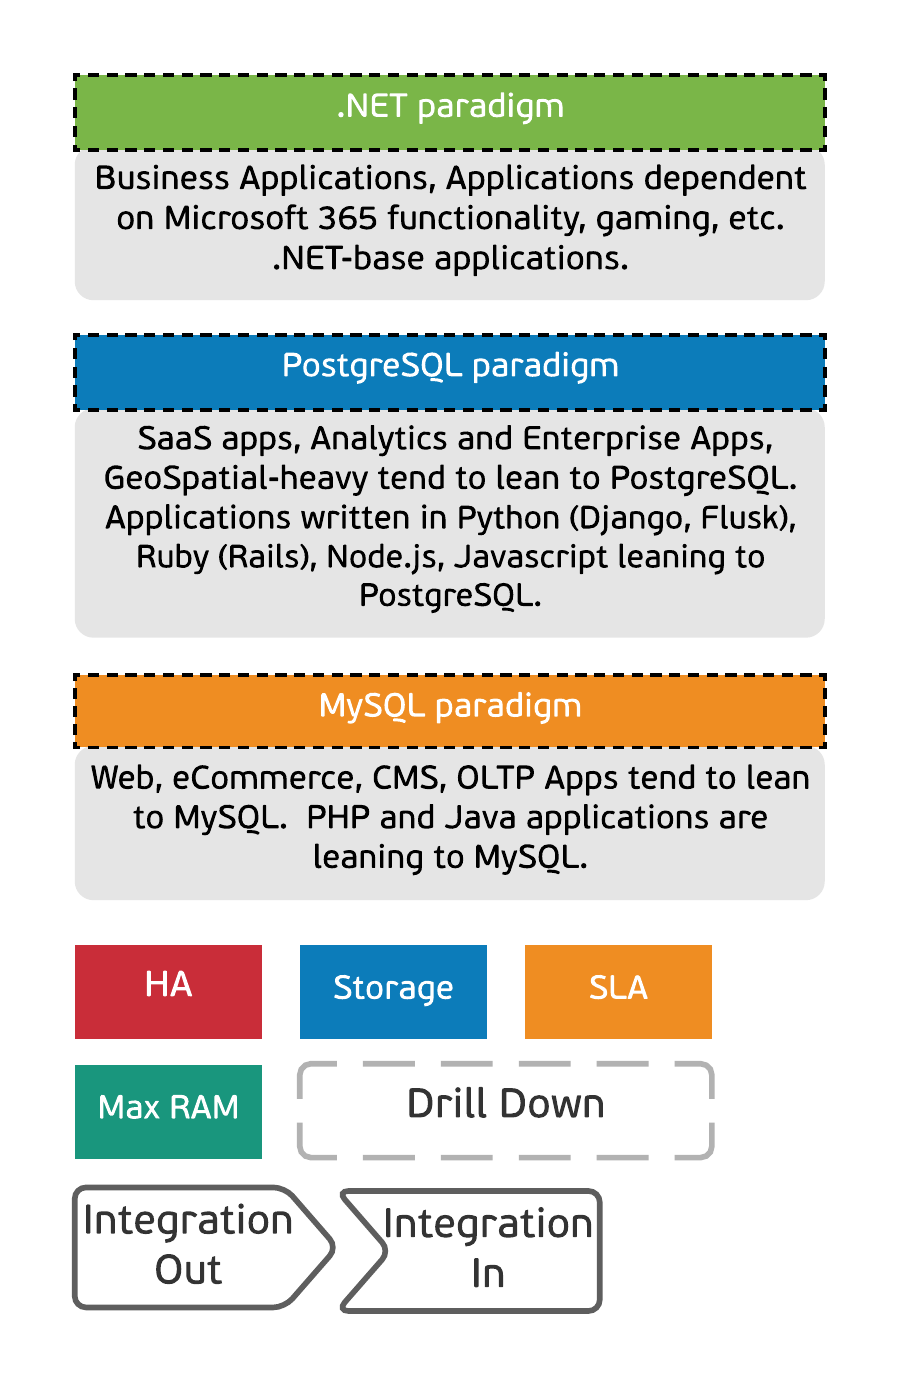 .NET paradigm
Business Applications, Applications dependent
on Microsoft 365 functionality, gaming, etc.
.NET-base applications.
PostgreSQL paradigm
SaaS apps, Analytics and Enterprise Apps,
GeoSpatial-heavy tend to lean to PostgreSQL.
Applications written in Python (Django, Flusk),
Ruby (Rails), Node.js, Javascript leaning to
PostgreSQL.
MySQL paradigm
Web, eCommerce, CMS, OLTP Apps tend to lean
to MySQL.  PHP and Java applications are
leaning to MySQL.
HA
Storage
SLA
Max RAM
Drill Down
Integration
Out
Integration
In